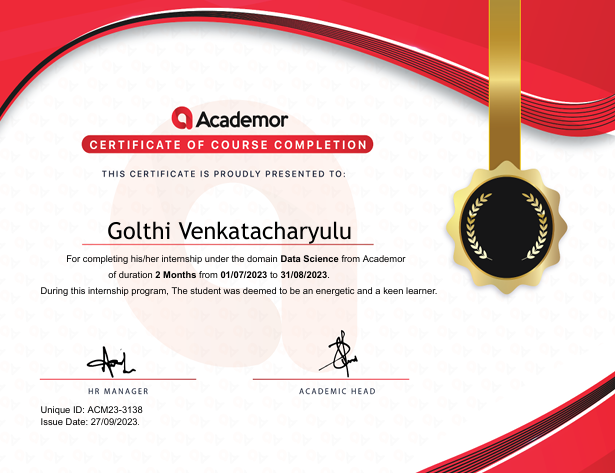 Academor
CERTIFICATE OF COURSE COMPLETION
THIS CERTIFICATE IS PROUDLY PRESENTED TO:
Golthi Venkatacharyulu
For completing his/her internship under the domain Data Science from Academor
of duration 2 Months from 01/07/2023 to 31/08/2023.
During this internship program, The student was deemed to be an energetic and a keen learner.
HR MANAGER
ACADEMIC HEAD
Unique ID: ACM23-3138
Issue Date: 27/09/2023.